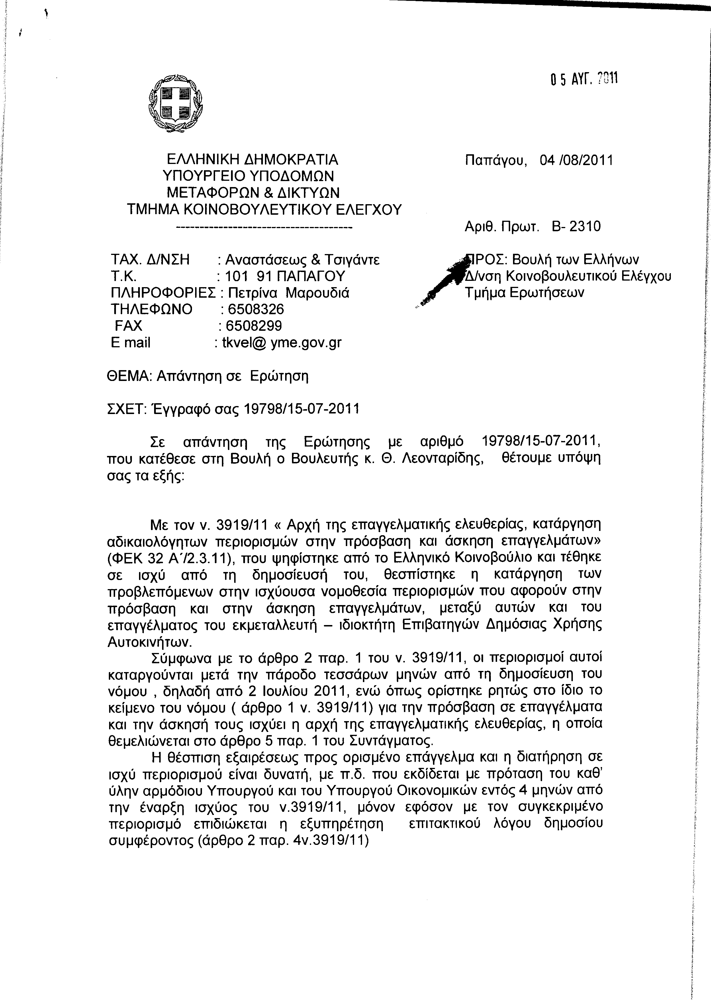 0 5 ΑΥΓ. 2011
ΕΛΛΗΝΙΚΗ ΔΗΜΟΚΡΑΤΙΑ
ΥΠΟΥΡΓΕΙΟ ΥΠΟΔΟΜΩΝ
ΜΕΤΑΦΟΡΩΝ & ΔΙΚΤΥΩΝ
ΤΜΗΜΑ ΚΟΙΝΟΒΟΥΛΕΥΤΙΚΟΥ ΕΛΕΓΧΟΥ
-------------------------------------
Παπάγου, 04 /08/2011
Αριθ. Πρωτ. Β- 2310
ΤΑΧ. Δ/ΝΣΗ : Αναστάσεως & Τσιγάντε
Τ.Κ. : 101 91 ΠΑΠΑΓΟΥ
ΠΛΗΡΟΦΟΡΙΕΣ : Πετρίνα Μαρουδιά
ΤΗΛΕΦΩΝΟ : 6508326
FAX : 6508299
E mail : tkvel@ yme.gov.gr
ΠΡΟΣ: Βουλή των Ελλήνων
Δ/νση Κοινοβουλευτικού Ελέγχου
Τμήμα Ερωτήσεων
ΘΕΜΑ: Απάντηση σε Ερώτηση
ΣΧΕΤ: Έγγραφό σας 19798/15-07-2011
Σε απάντηση της Ερώτησης με αριθμό 19798/15-07-2011,
που κατέθεσε στη Βουλή ο Βουλευτής κ. Θ. Λεονταρίδης, θέτουμε υπόψη
σας τα εξής:
Με τον ν. 3919/11 « Αρχή της επαγγελματικής ελευθερίας, κατάργηση
αδικαιολόγητων περιορισμών στην πρόσβαση και άσκηση επαγγελμάτων»
(ΦΕΚ 32 Α΄/2.3.11), που ψηφίστηκε από το Ελληνικό Κοινοβούλιο και τέθηκε
σε ισχύ από τη δημοσίευσή του, θεσπίστηκε η κατάργηση των
προβλεπόμενων στην ισχύουσα νομοθεσία περιορισμών που αφορούν στην
πρόσβαση και στην άσκηση επαγγελμάτων, μεταξύ αυτών και του
επαγγέλματος του εκμεταλλευτή – ιδιοκτήτη Επιβατηγών Δημόσιας Χρήσης
Αυτοκινήτων.
Σύμφωνα με το άρθρο 2 παρ. 1 του ν. 3919/11, οι περιορισμοί αυτοί
καταργούνται μετά την πάροδο τεσσάρων μηνών από τη δημοσίευση του
νόμου , δηλαδή από 2 Ιουλίου 2011, ενώ όπως ορίστηκε ρητώς στο ίδιο το
κείμενο του νόμου ( άρθρο 1 ν. 3919/11) για την πρόσβαση σε επαγγέλματα
και την άσκησή τους ισχύει η αρχή της επαγγελματικής ελευθερίας, η οποία
θεμελιώνεται στο άρθρο 5 παρ. 1 του Συντάγματος.
Η θέσπιση εξαιρέσεως προς ορισμένο επάγγελμα και η διατήρηση σε
ισχύ περιορισμού είναι δυνατή, με π.δ. που εκδίδεται με πρόταση του καθ’
ύλην αρμόδιου Υπουργού και του Υπουργού Οικονομικών εντός 4 μηνών από
την έναρξη ισχύος του ν.3919/11, μόνον εφόσον με τον συγκεκριμένο
περιορισμό επιδιώκεται η εξυπηρέτηση επιτακτικού λόγου δημοσίου
συμφέροντος (άρθρο 2 παρ. 4ν.3919/11)